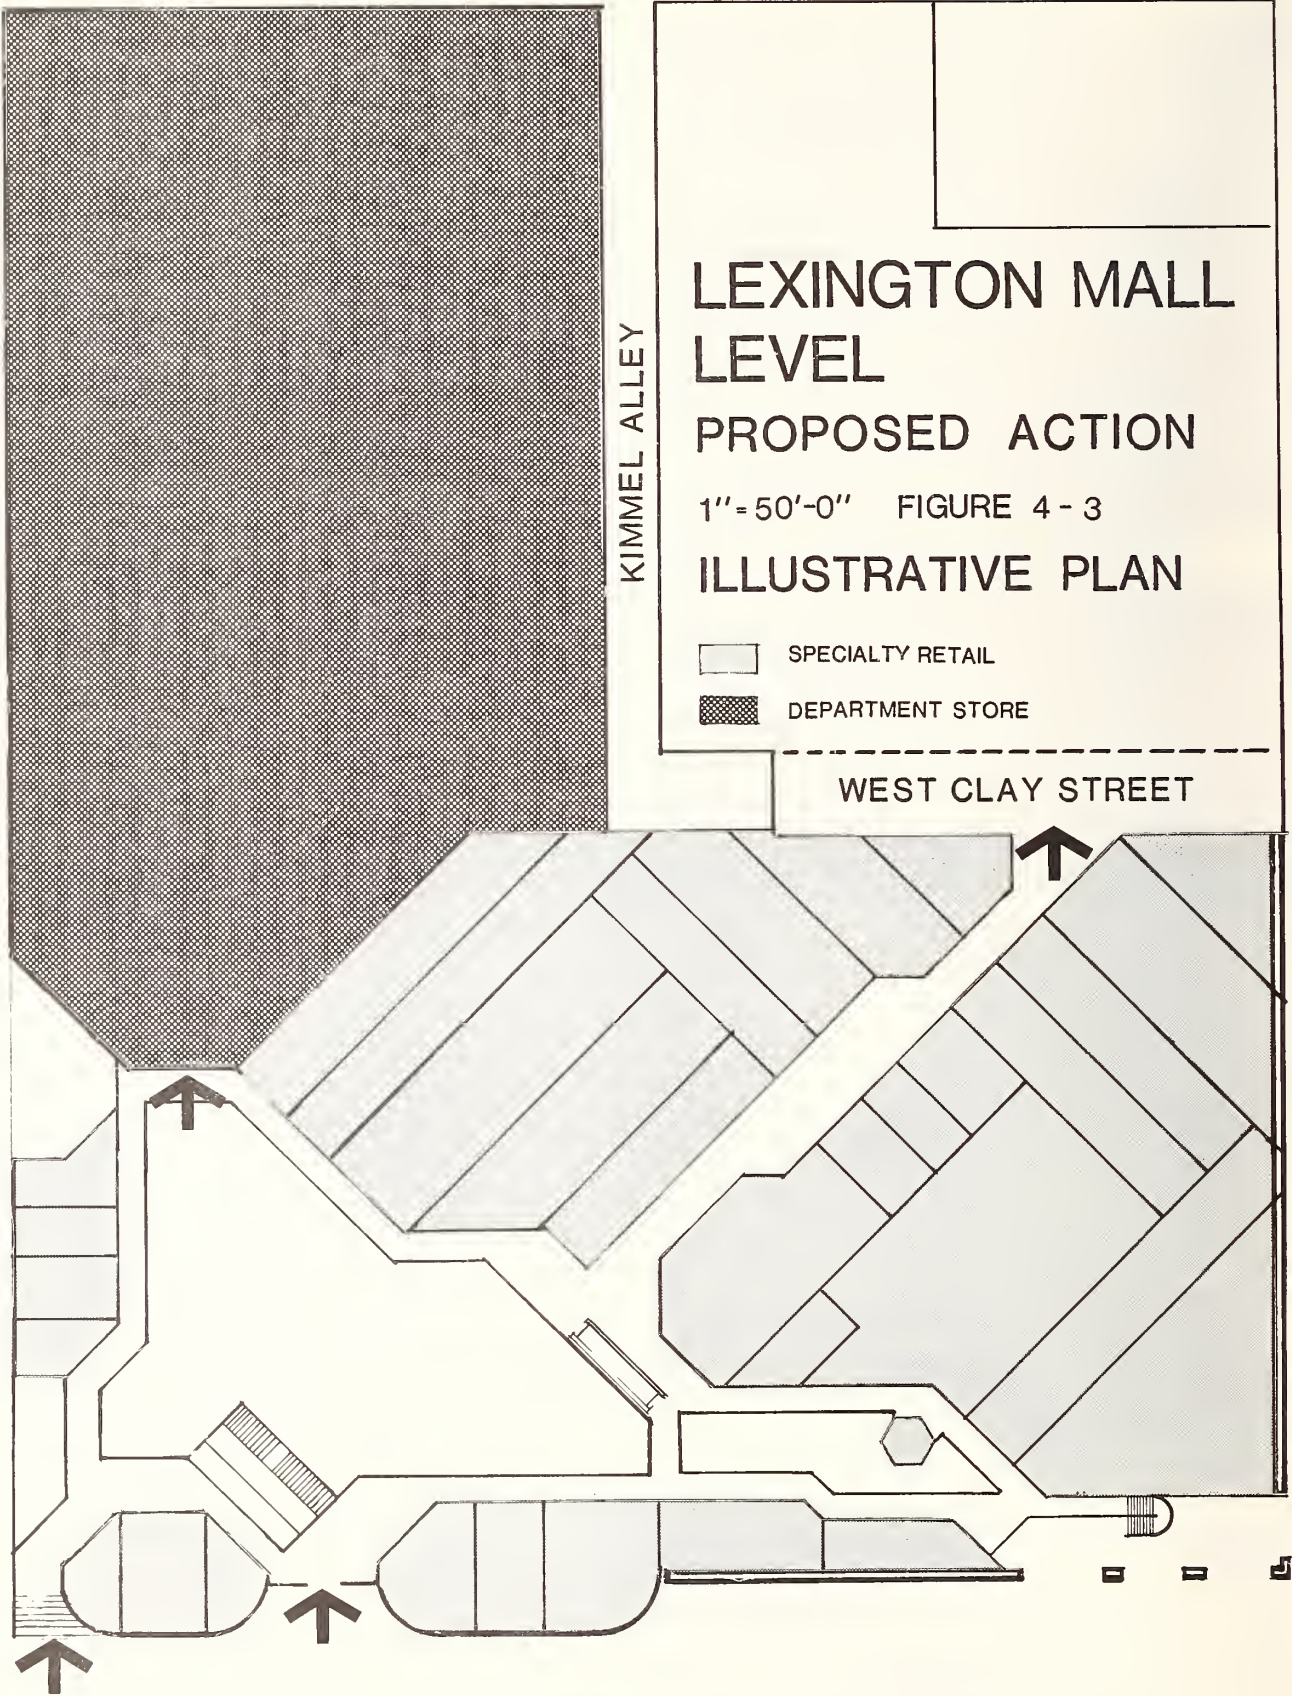 LEXINGTON MALL
LEVEL
PROPOSED ACTION
1"=50'-0" FIGURE 4-3
ILLUSTRATIVE PLAN
SPECIALTY RETAIL
DEPARTMENT STORE
KIMMEL ALLEY
WEST CLAY STREET